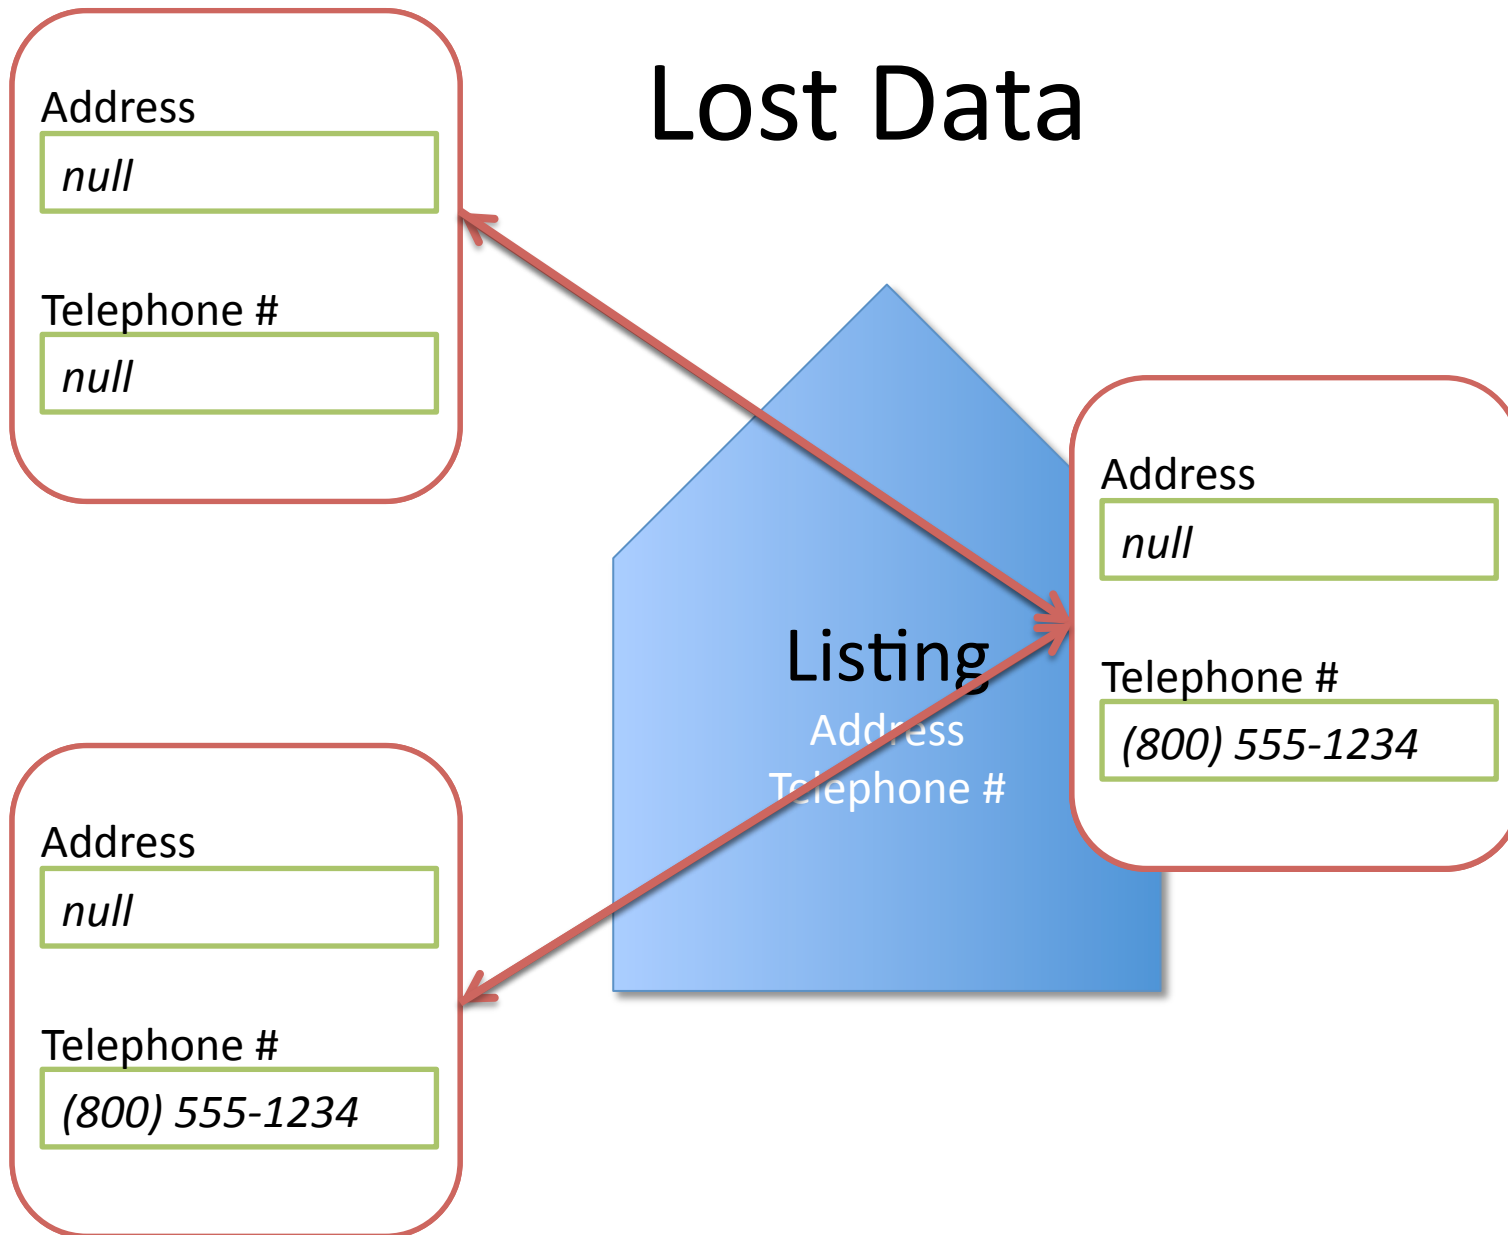 Lost Data
Address
null
Telephone #
null
Listing
Address
Telephone #
Address
null
Telephone #
(800) 555-1234
Address
null
Telephone #
(800) 555-1234